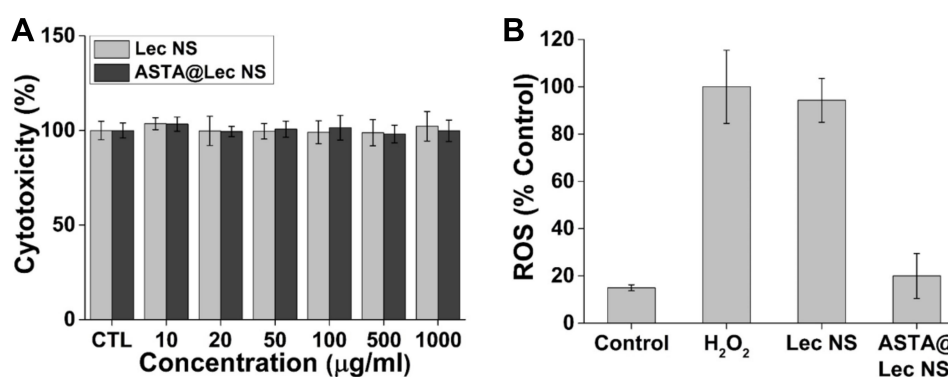 A
150
100
50
0
Cytotoxicity (%)
Lec NS
ASTA@Lec NS
CTL 10 20 50 100 500 1000
Concentration (μg/ml)
B
120
100
80
60
40
20
0
ROS (% Control)
Control H₂O₂ Lec NS ASTA@
Lec NS